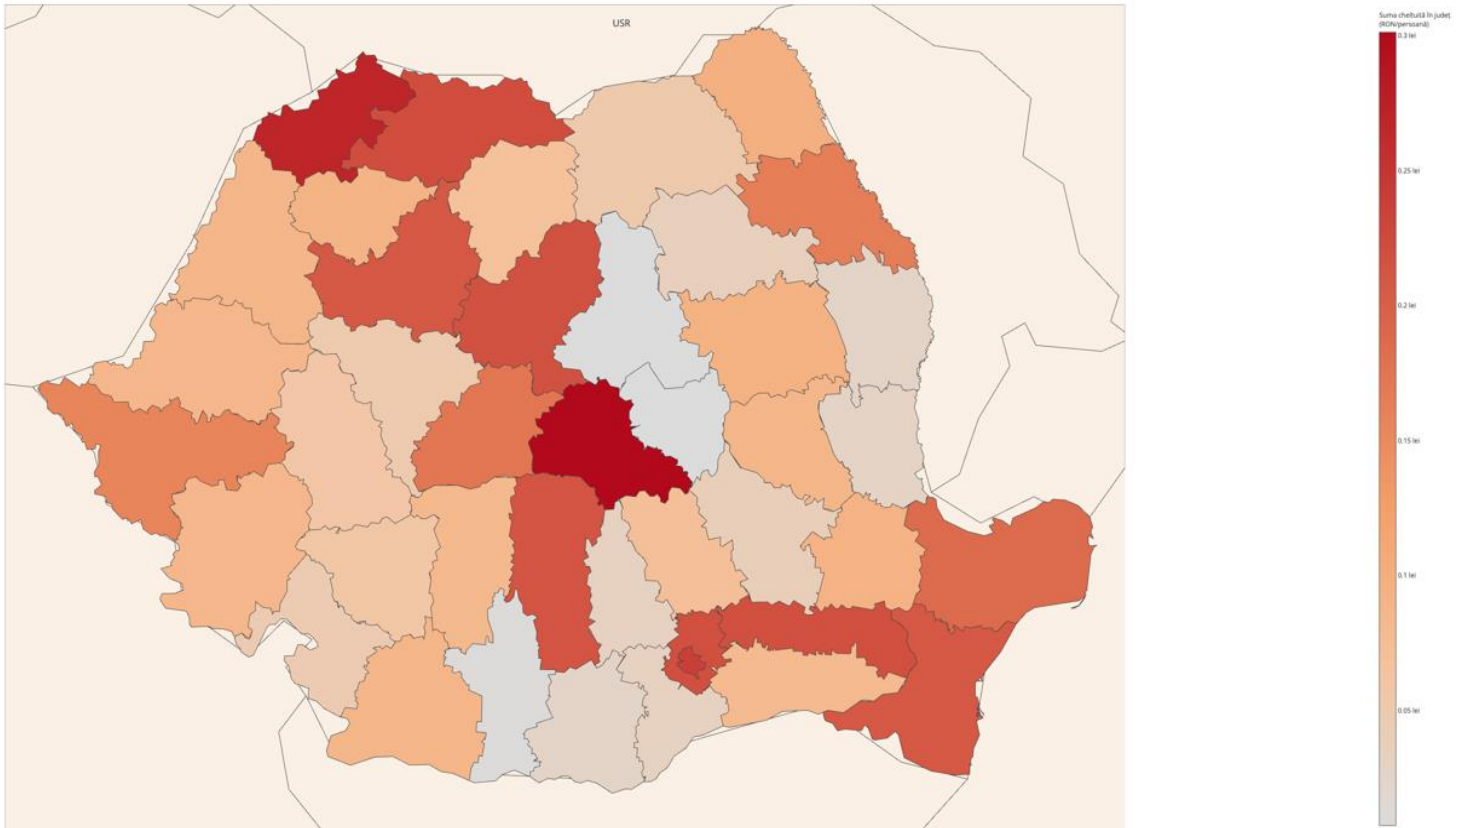 USR
Suma cheltuită în județ
(RON/persoană)
0.3 lei
0.25 lei
0.2 lei
0.15 lei
0.1 lei
0.05 lei